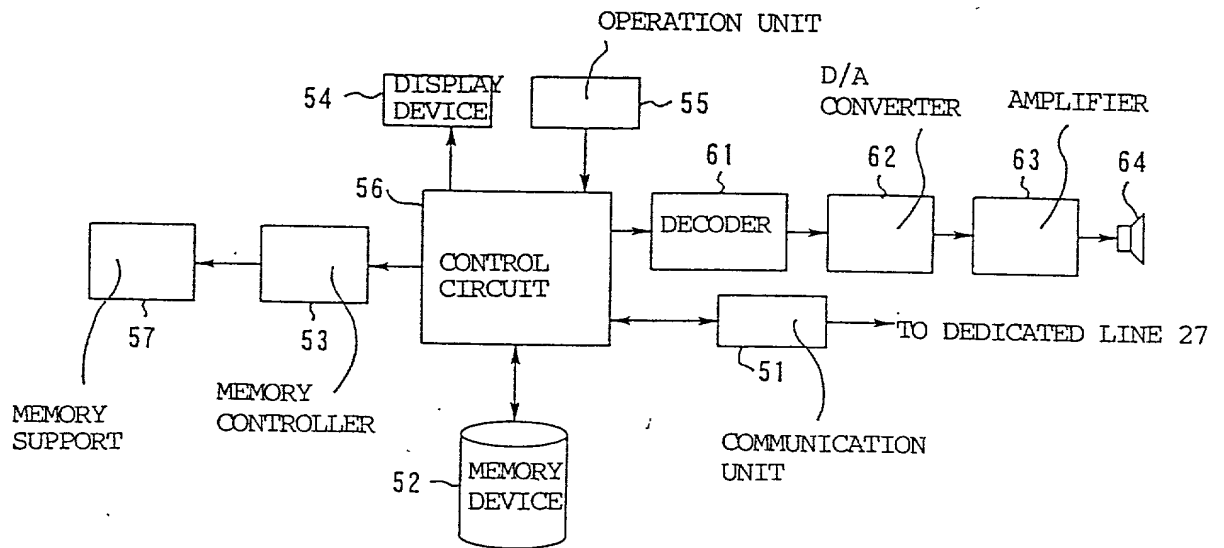 OPERATION UNIT
54
DISPLAY
DEVICE
55
D/A
CONVERTER
AMPLIFIER
56
61
62
63
64
DECODER
CONTROL
CIRCUIT
57
53
51
TO DEDICATED LINE 27
MEMORY
SUPPORT
MEMORY
CONTROLLER
COMMUNICATION
UNIT
52
MEMORY
DEVICE